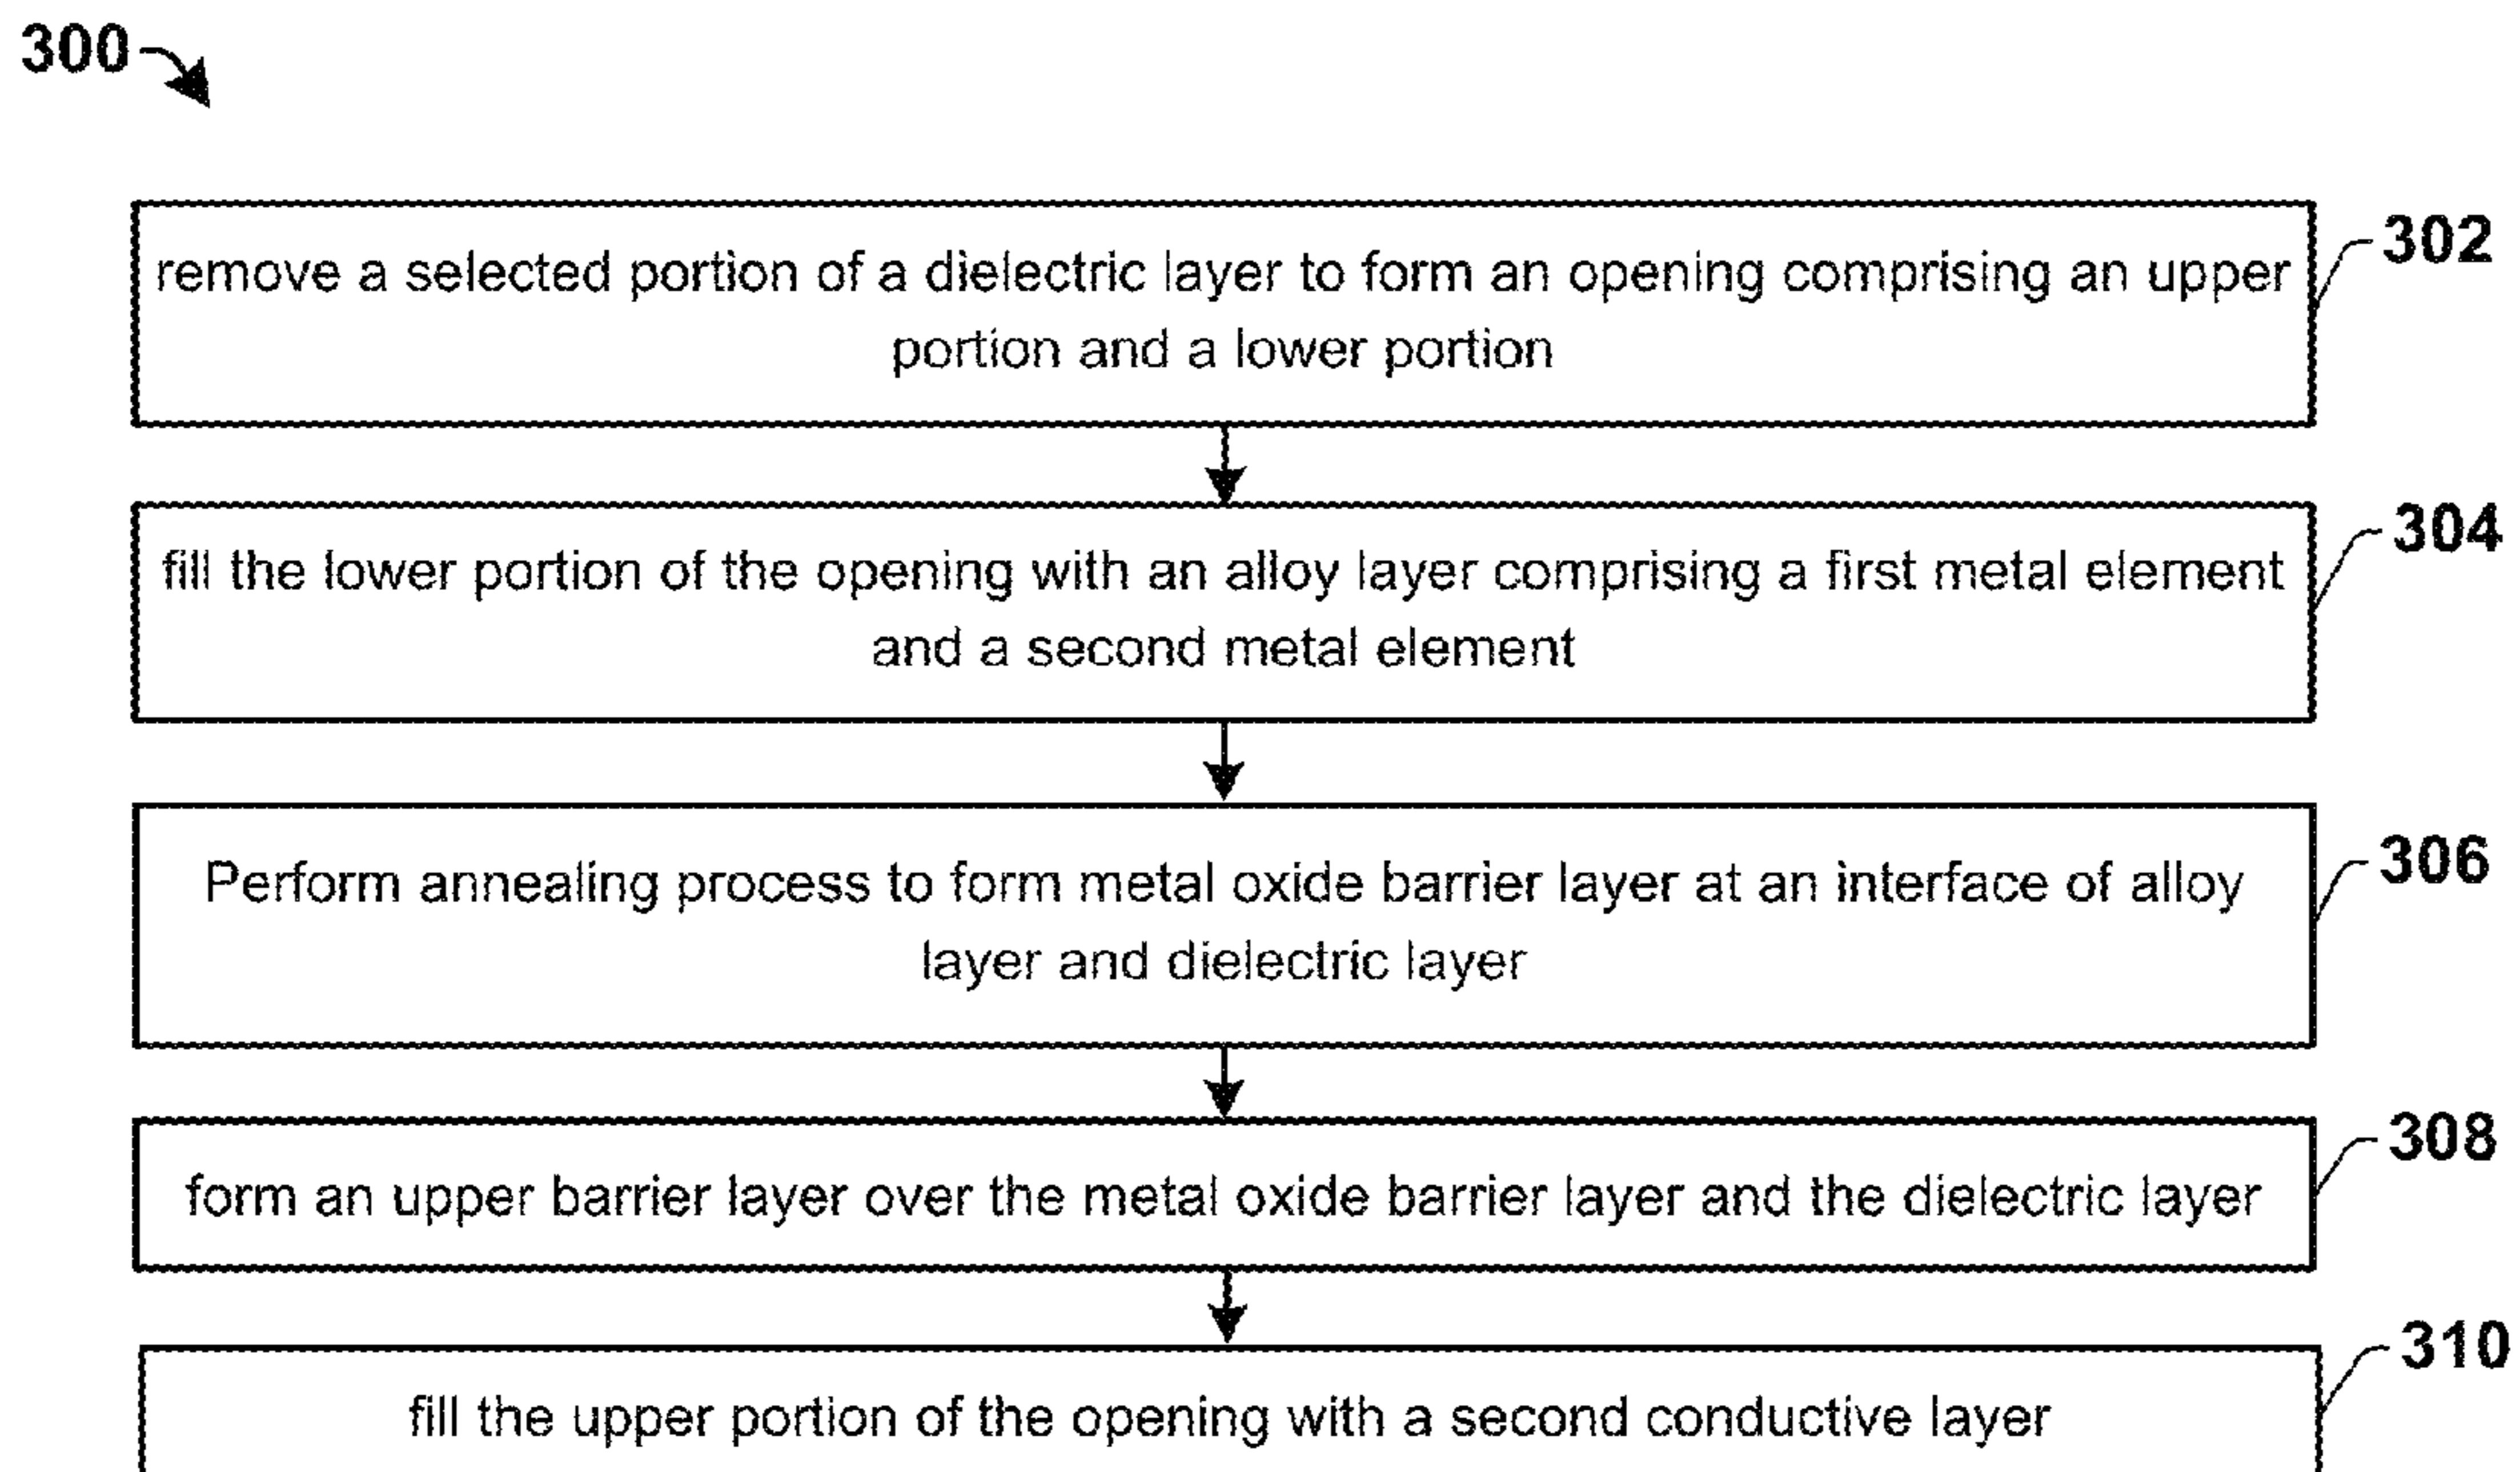 300
remove a selected portion of a dielectric layer to form an opening comprising an upper
portion and a lower portion
302
fill the lower portion of the opening with an alloy layer comprising a first metal element
and a second metal element
304
Perform annealing process to form metal oxide barrier layer at an interface of alloy
layer and dielectric layer
306
form an upper barrier layer over the metal oxide barrier layer and the dielectric layer
308
fill the upper portion of the opening with a second conductive layer
310